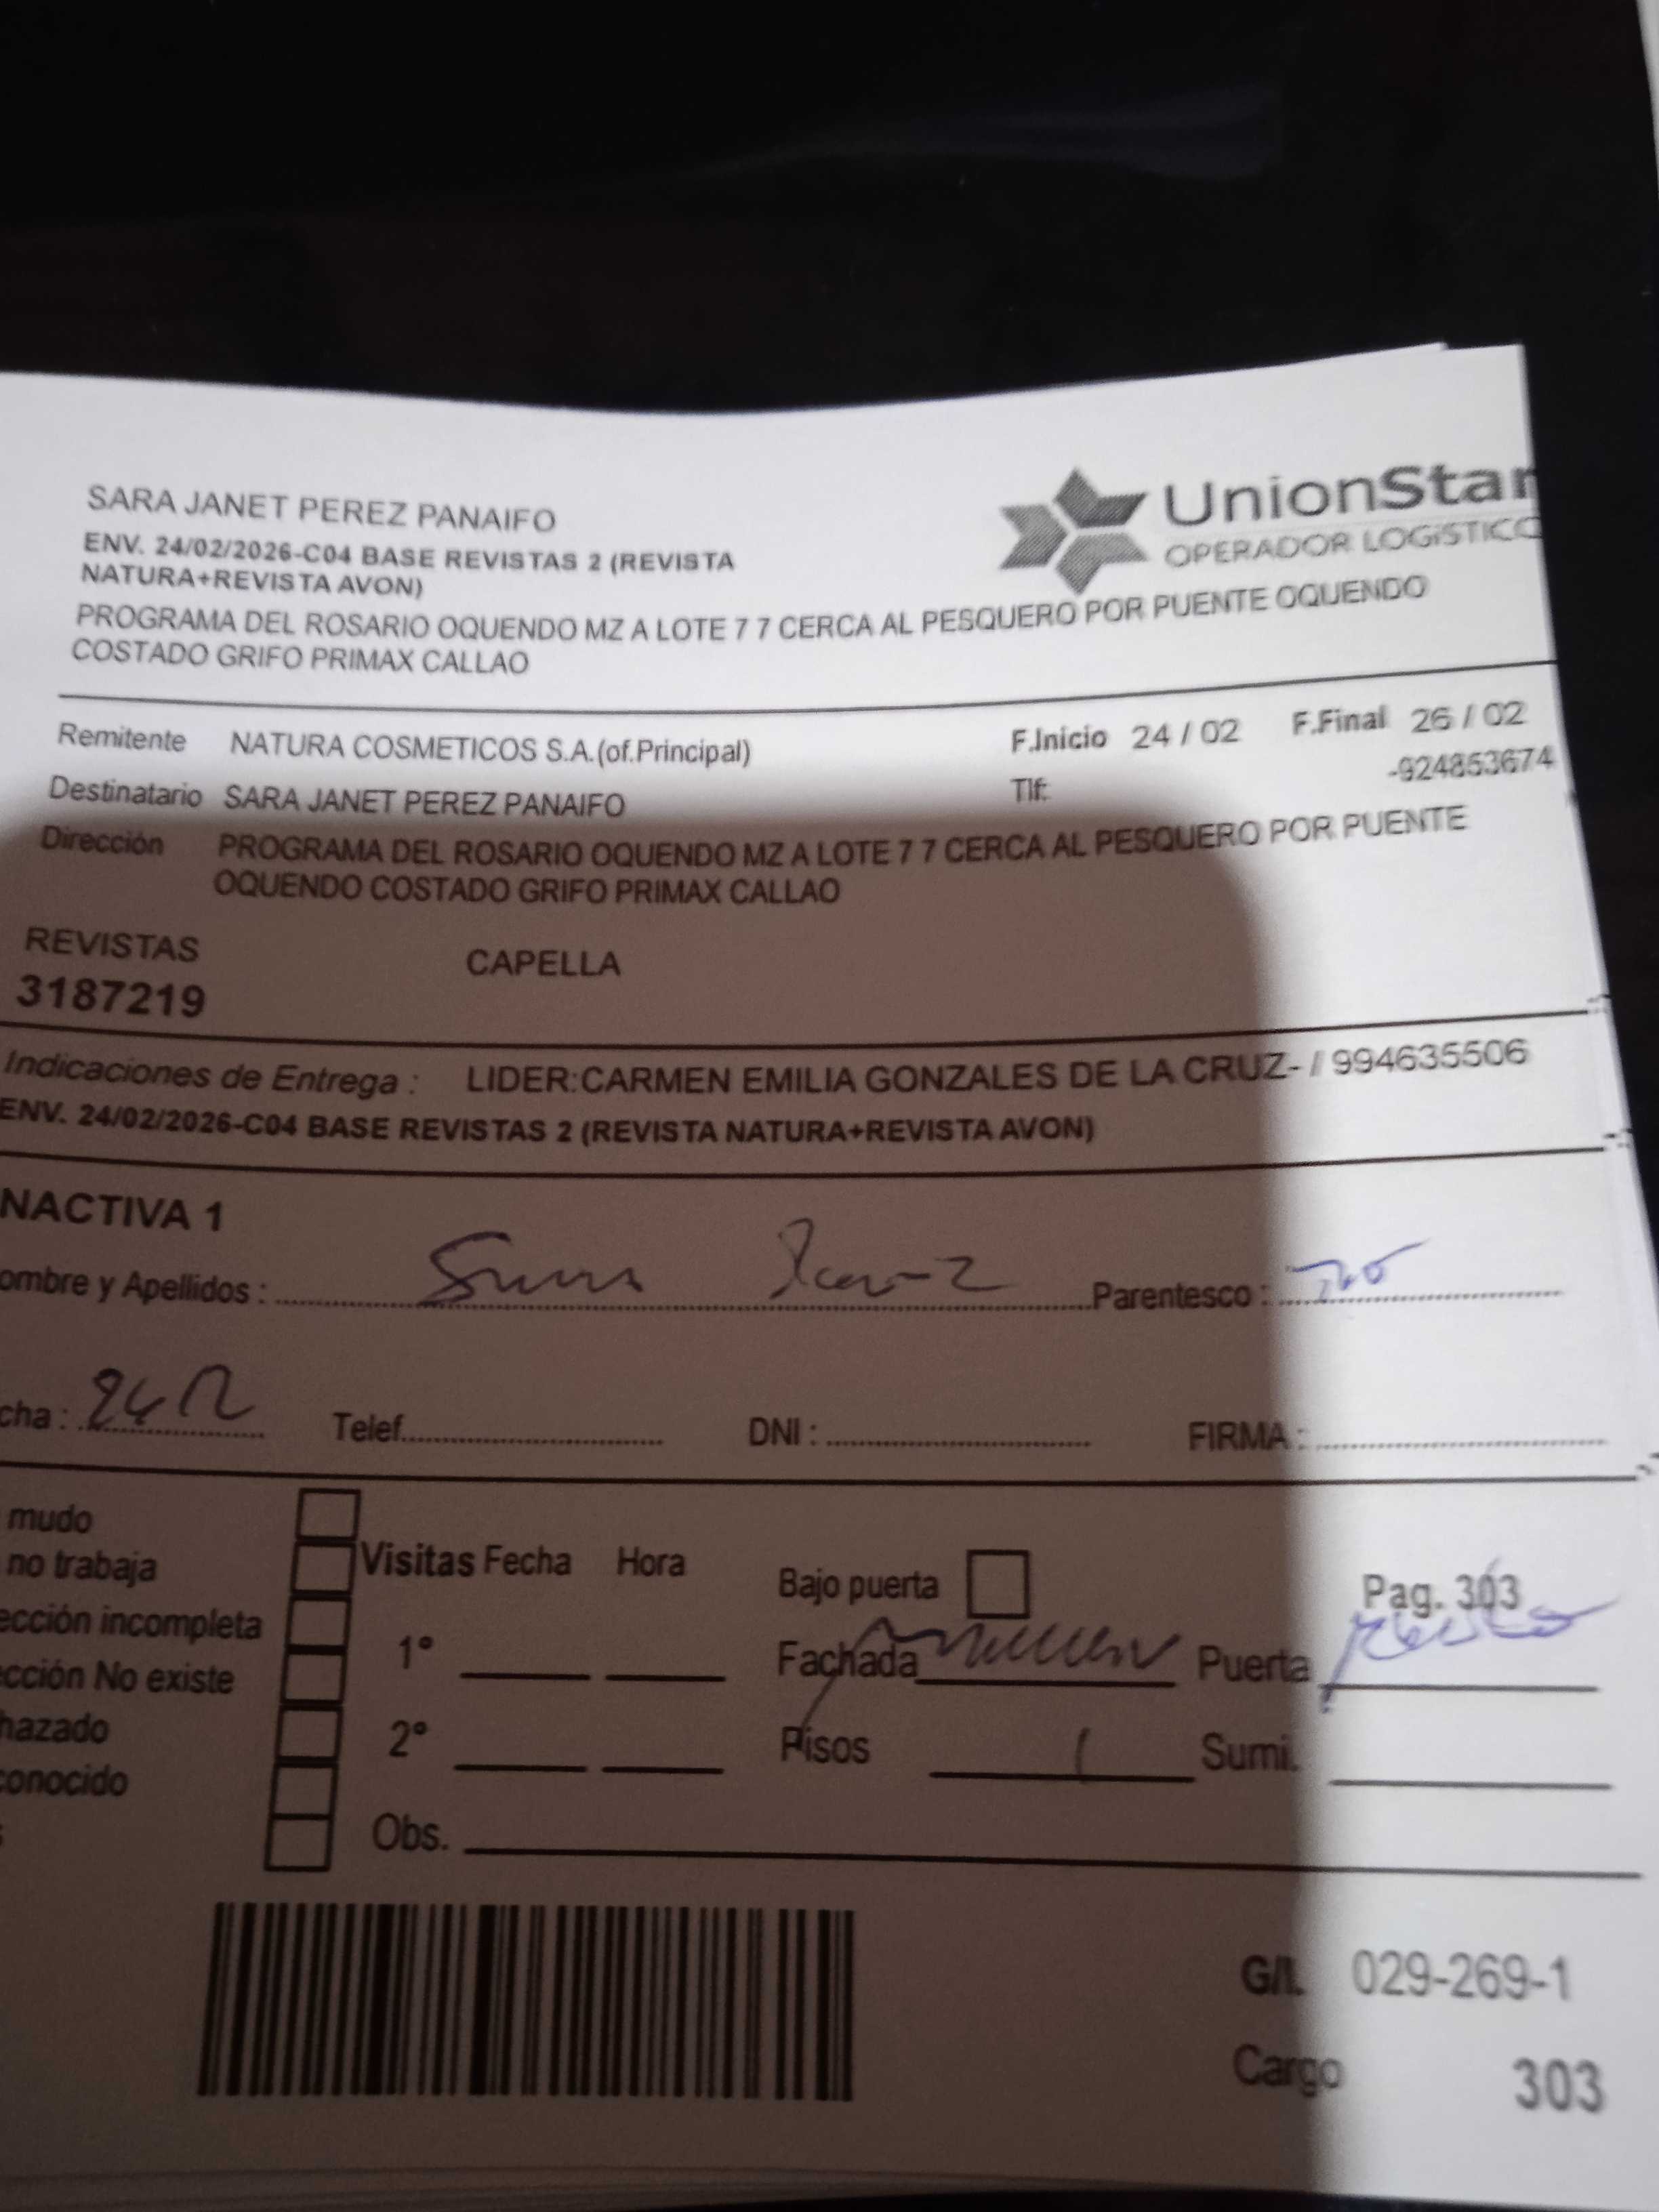 SARA JANET PEREZ PANAIFO
ENV. 24/02/2026-C04 BASE REVISTAS 2 (REVISTA
NATURA+REVISTA AVON)
UnionStar
OPERADOR LOGÍSTICO
PROGRAMA DEL ROSARIO OQUENDO MZ A LOTE 7 7 CERCA AL PESQUERO POR PUENTE OQUENDO
COSTADO GRIFO PRIMAX CALLAO
Remitente NATURA COSMETICOS S.A.(of.Principal) F.Inicio 24 / 02 F.Final 26 / 02
Destinatario SARA JANET PEREZ PANAIFO Tlf: -924853674
Dirección PROGRAMA DEL ROSARIO OQUENDO MZ A LOTE 7 7 CERCA AL PESQUERO POR PUENTE
OQUENDO COSTADO GRIFO PRIMAX CALLAO
REVISTAS CAPELLA
3187219
Indicaciones de Entrega : LIDER:CARMEN EMILIA GONZALES DE LA CRUZ- / 994635506
ENV. 24/02/2026-C04 BASE REVISTAS 2 (REVISTA NATURA+REVISTA AVON)
NACTIVA 1
ombre y Apellidos : Parentesco :
cha : Telef. DNI : FIRMA :
mudo
no trabaja Visitas Fecha Hora Bajo puerta Pag. 303
ección incompleta 1° Fachada Puerta
cción No existe
hazado 2° Pisos 1 Sumi.
conocido
s Obs.
G/I. 029-269-1
Cargo 303